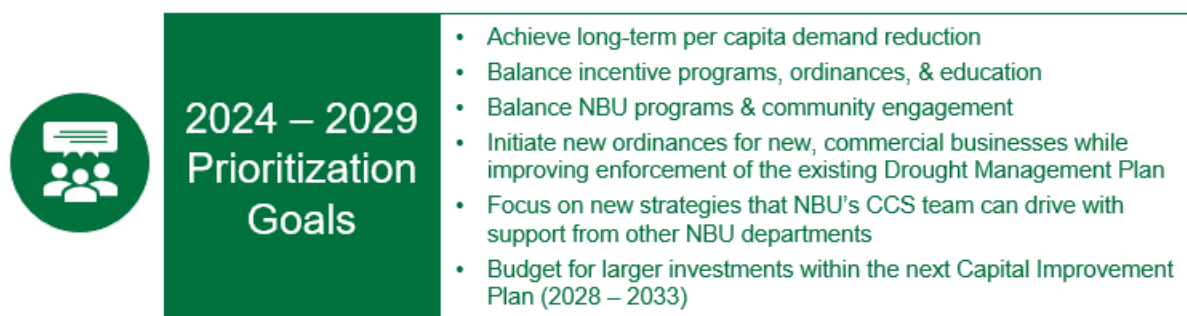 2024 – 2029
Prioritization
Goals
• Achieve long-term per capita demand reduction
• Balance incentive programs, ordinances, & education
• Balance NBU programs & community engagement
• Initiate new ordinances for new, commercial businesses while
improving enforcement of the existing Drought Management Plan
• Focus on new strategies that NBU's CCS team can drive with
support from other NBU departments
• Budget for larger investments within the next Capital Improvement
Plan (2028 – 2033)